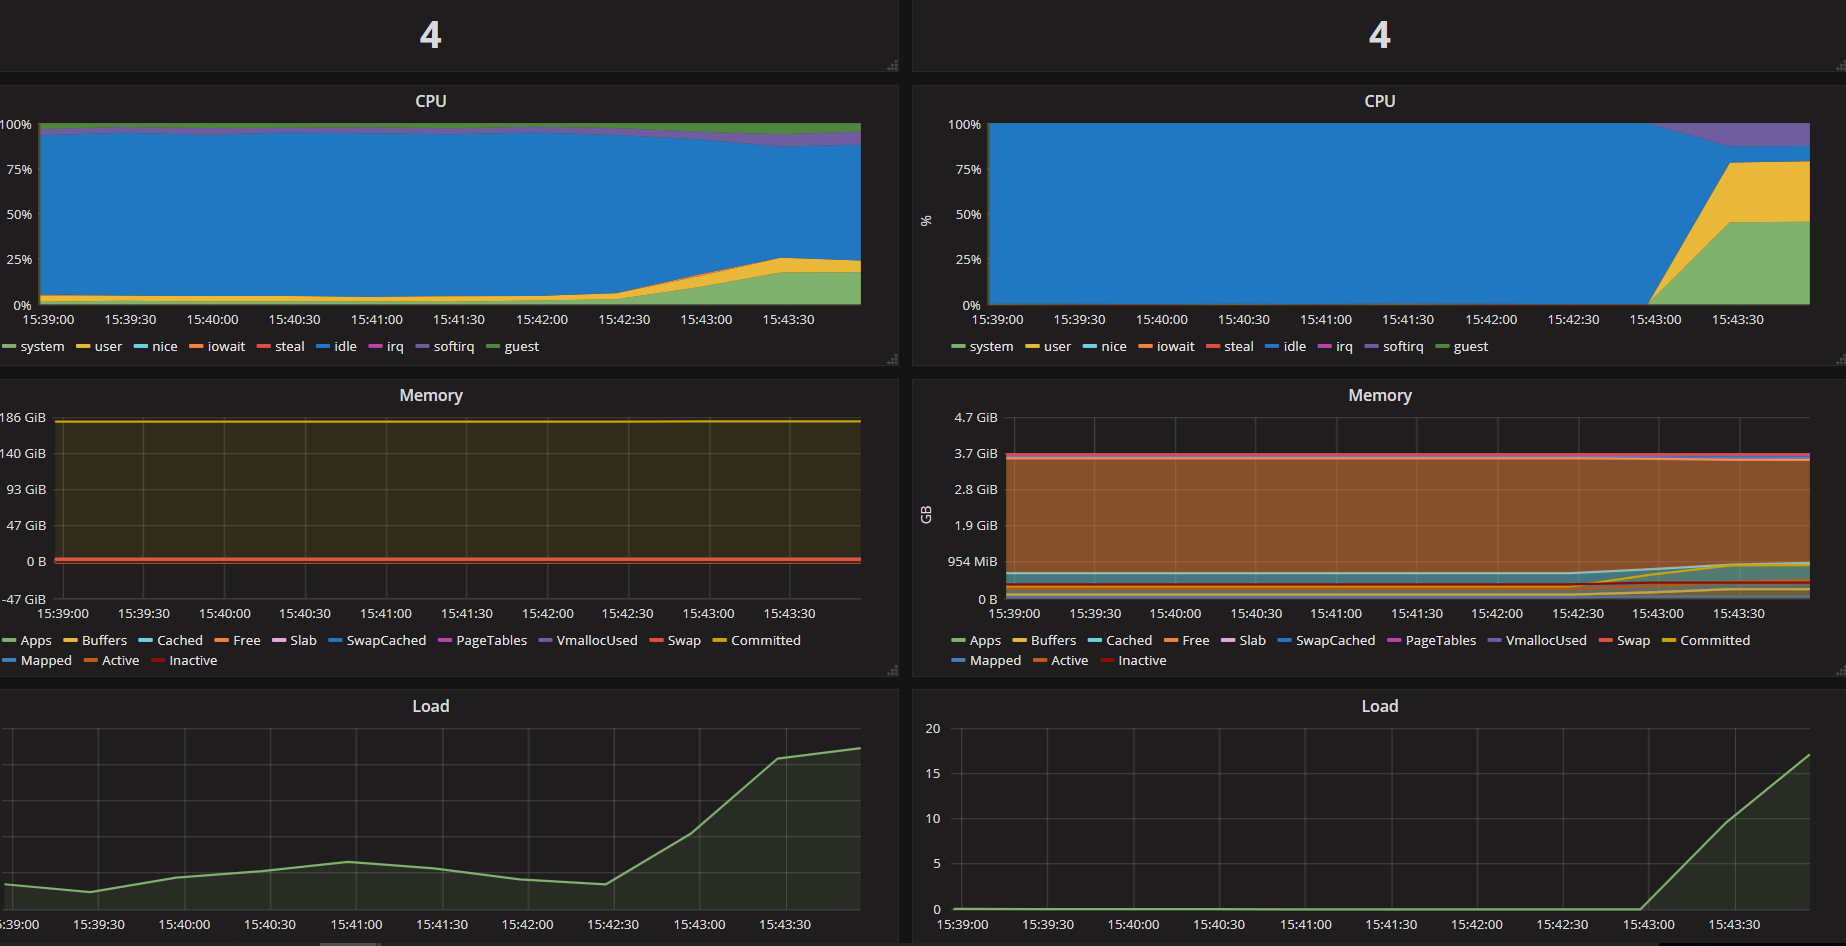 4
4
CPU
100%
75%
50%
25%
0%
15:39:00 15:39:30 15:40:00 15:40:30 15:41:00 15:41:30 15:42:00 15:42:30 15:43:00 15:43:30
system user nice iowait steal idle irq softirq guest
CPU
%
100%
75%
50%
25%
0%
15:39:00 15:39:30 15:40:00 15:40:30 15:41:00 15:41:30 15:42:00 15:42:30 15:43:00 15:43:30
system user nice iowait steal idle irq softirq guest
Memory
186 GiB
140 GiB
93 GiB
47 GiB
0 B
-47 GiB
15:39:00 15:39:30 15:40:00 15:40:30 15:41:00 15:41:30 15:42:00 15:42:30 15:43:00 15:43:30
Apps Buffers Cached Free Slab SwapCached PageTables VmallocUsed Swap Committed
Mapped Active Inactive
Memory
GB
4.7 GiB
3.7 GiB
2.8 GiB
1.9 GiB
954 MiB
0 B
15:39:00 15:39:30 15:40:00 15:40:30 15:41:00 15:41:30 15:42:00 15:42:30 15:43:00 15:43:30
Apps Buffers Cached Free Slab SwapCached PageTables VmallocUsed Swap Committed
Mapped Active Inactive
Load
5:39:00 15:39:30 15:40:00 15:40:30 15:41:00 15:41:30 15:42:00 15:42:30 15:43:00 15:43:30
Load
20
15
10
5
0
15:39:00 15:39:30 15:40:00 15:40:30 15:41:00 15:41:30 15:42:00 15:42:30 15:43:00 15:43:30